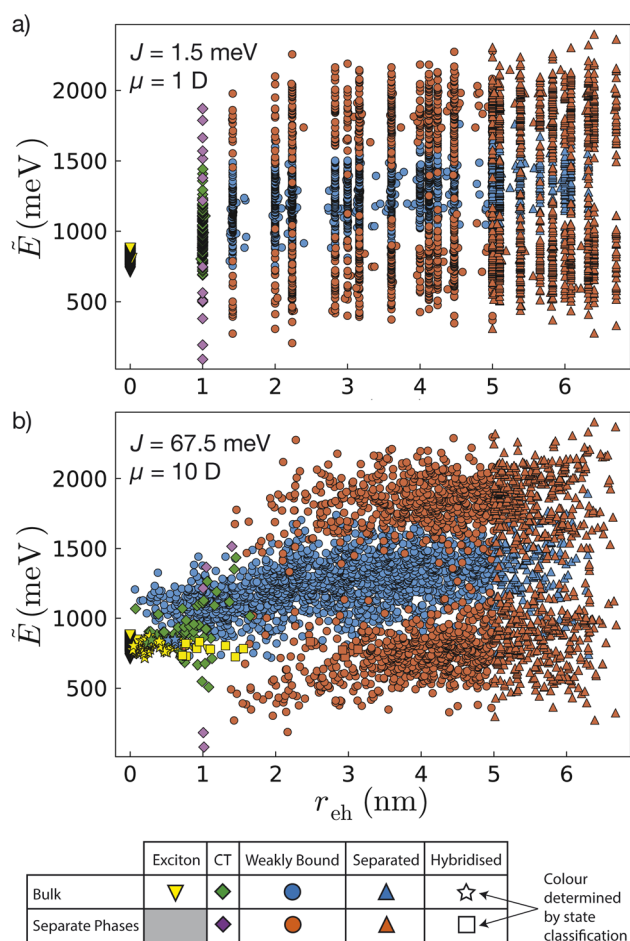 a)
J = 1.5 meV
μ = 1 D
2000
1500
1000
500
Ẽ (meV)
0 1 2 3 4 5 6
b)
J = 67.5 meV
μ = 10 D
2000
1500
1000
500
Ẽ (meV)
0 1 2 3 4 5 6
r_eh (nm)
Exciton CT Weakly Bound Separated Hybridised
Bulk
Separate Phases
Colour
determined
by state
classification